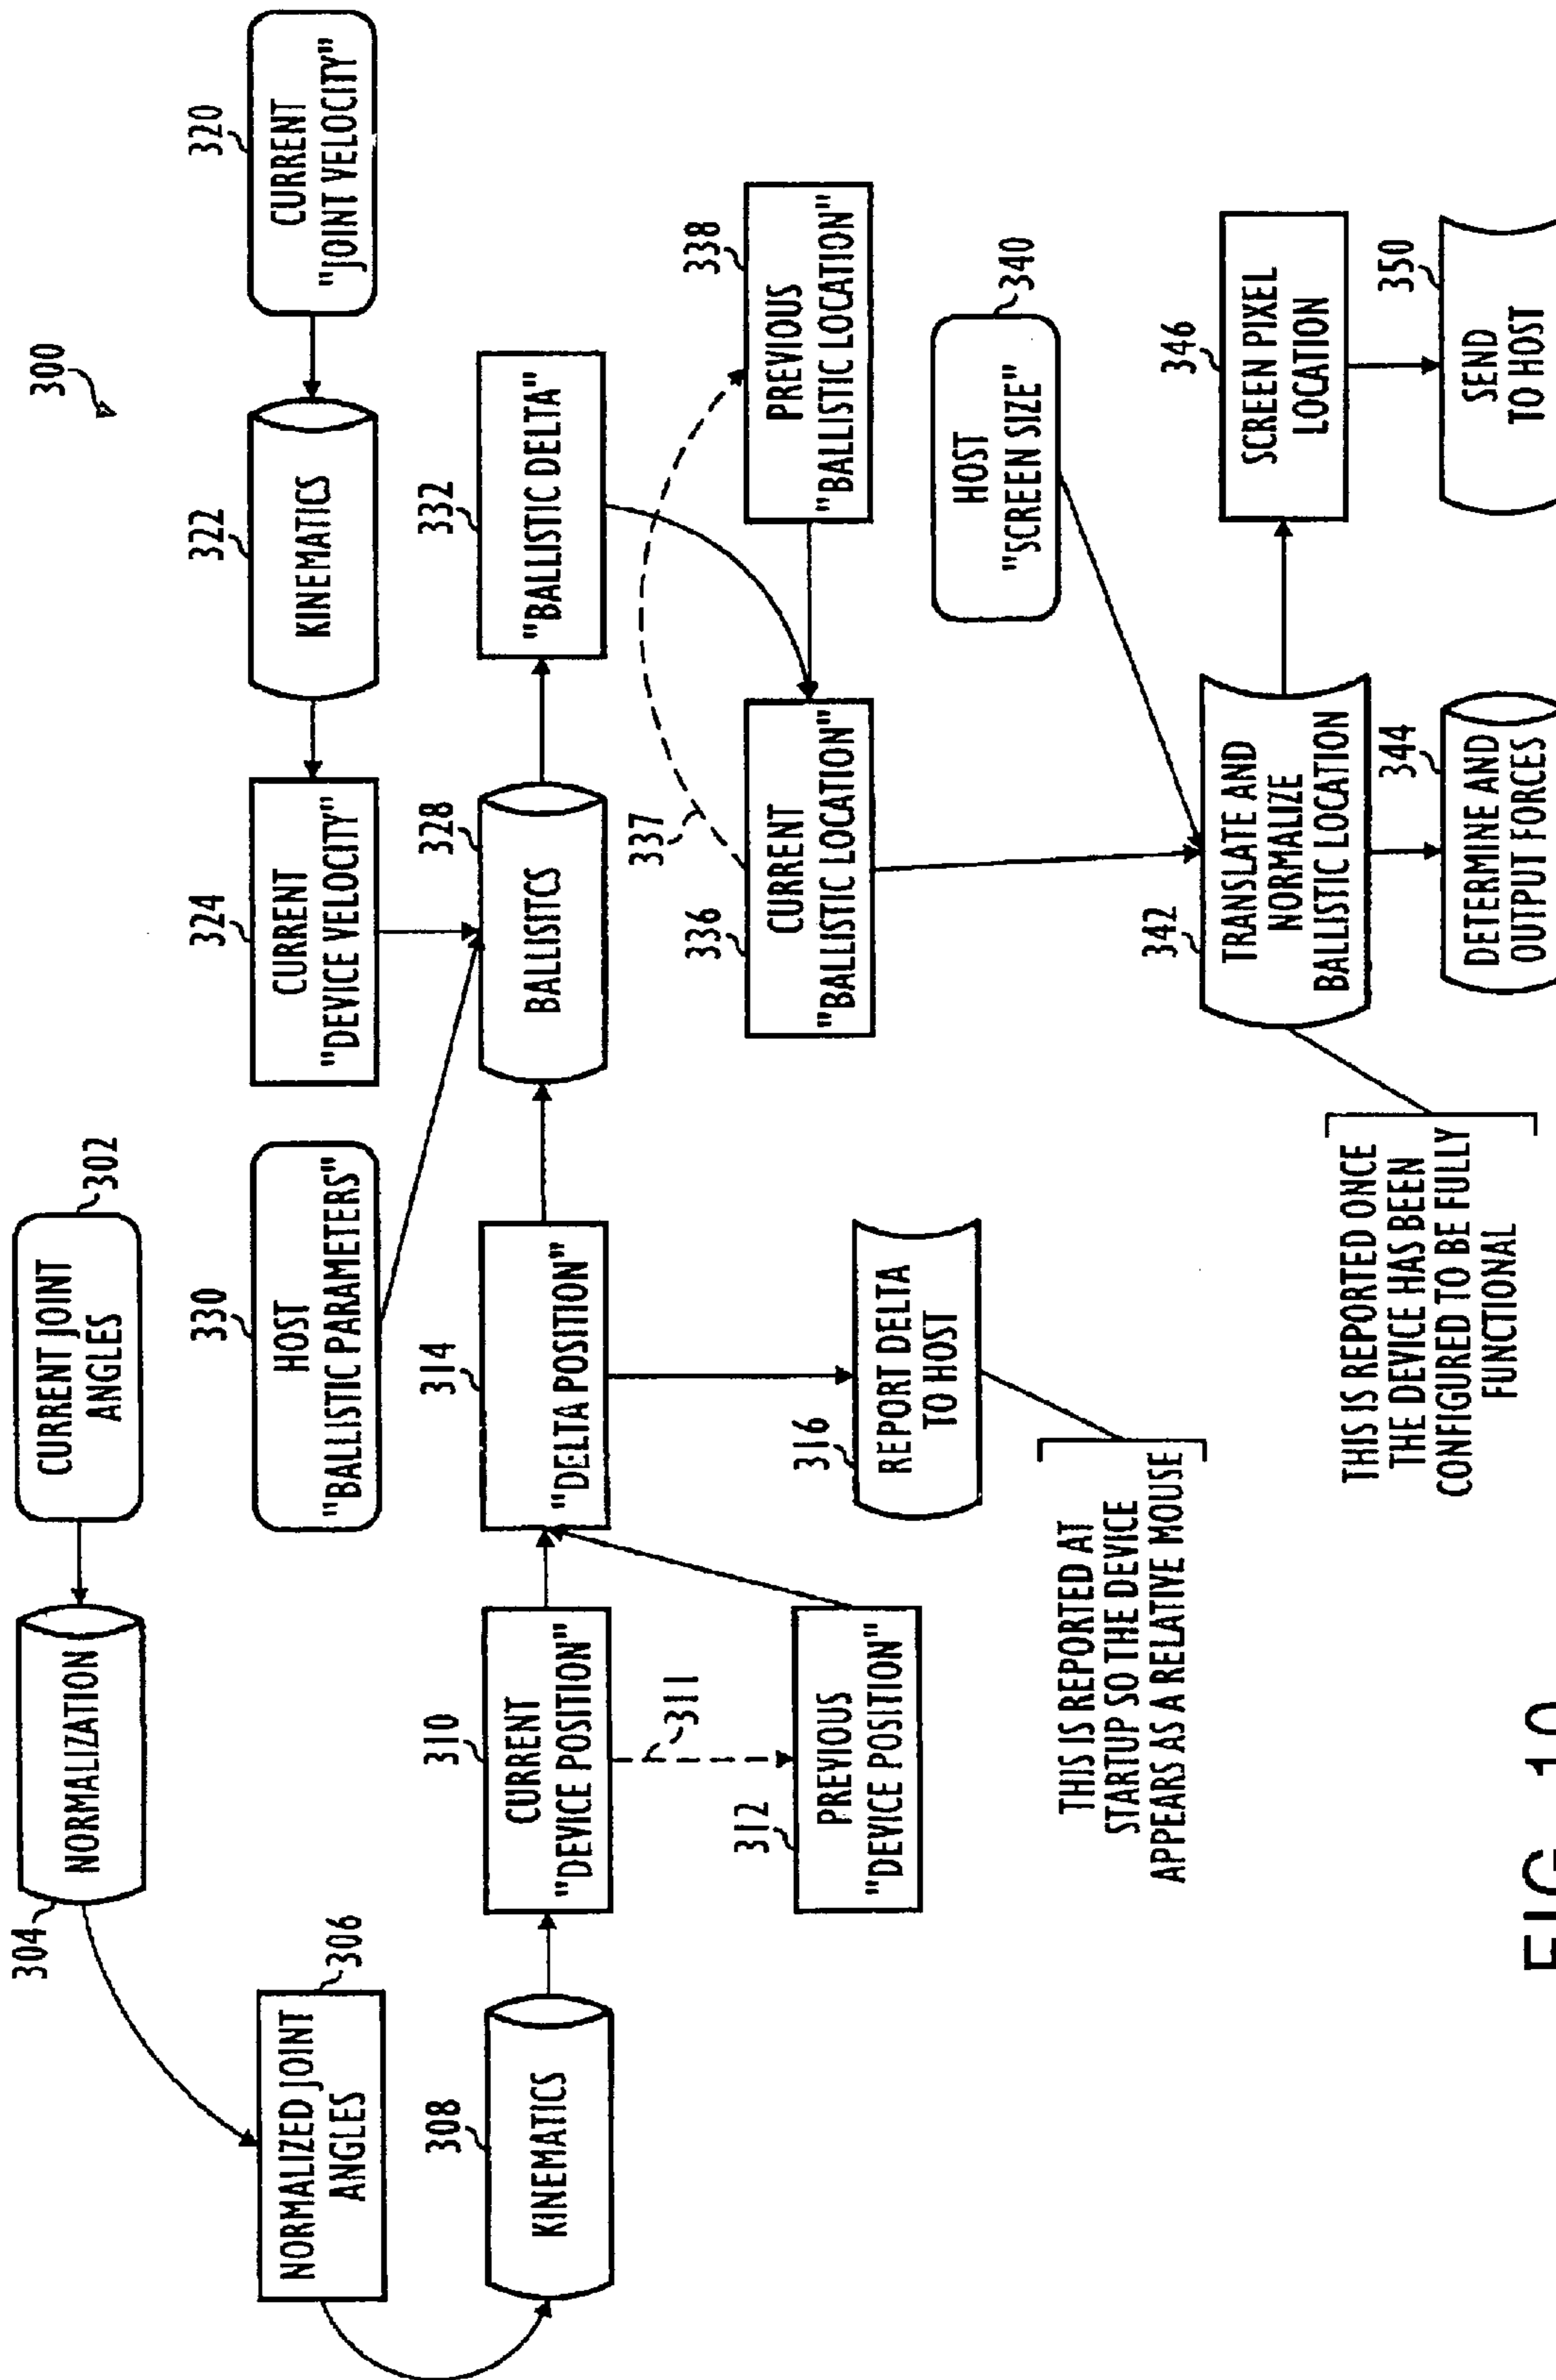 300
302
CURRENT JOINT
ANGLES
304
NORMALIZATION
306
NORMALIZED JOINT
ANGLES
308
KINEMATICS
310
CURRENT
"DEVICE POSITION"
311
312
PREVIOUS
"DEVICE POSITION"
314
"DELTA POSITION"
316
REPORT DELTA
TO HOST
THIS IS REPORTED AT
STARTUP SO THE DEVICE
APPEARS AS A RELATIVE MOUSE
320
CURRENT
"JOINT VELOCITY"
322
KINEMATICS
324
CURRENT
"DEVICE VELOCITY"
330
HOST
"BALLISTIC PARAMETERS"
328
BALLISITCS
332
"BALLISTIC DELTA"
336
CURRENT
"BALLISTIC LOCATION"
337
338
PREVIOUS
"BALLISTIC LOCATION"
340
HOST
"SCREEN SIZE"
342
TRANSLATE AND
NORMALIZE
BALLISTIC LOCATION
344
DETERMINE AND
OUTPUT FORCES
346
SCREEN PIXEL
LOCATION
350
SEND
TO HOST
THIS IS REPORTED ONCE
THE DEVICE HAS BEEN
CONFIGURED TO BE FULLY
FUNCTIONAL
FIG.